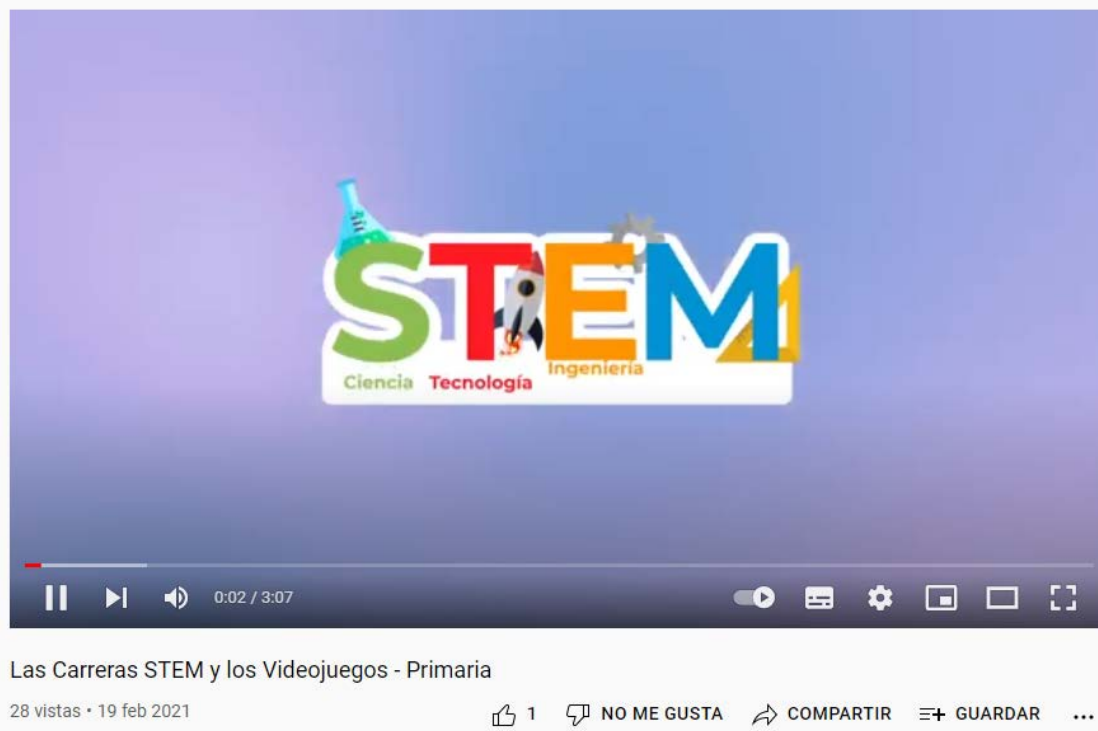 STEM
Ciencia Tecnología Ingeniería
0:02 / 3:07
Las Carreras STEM y los Videojuegos - Primaria
28 vistas • 19 feb 2021
1 NO ME GUSTA COMPARTIR GUARDAR ...